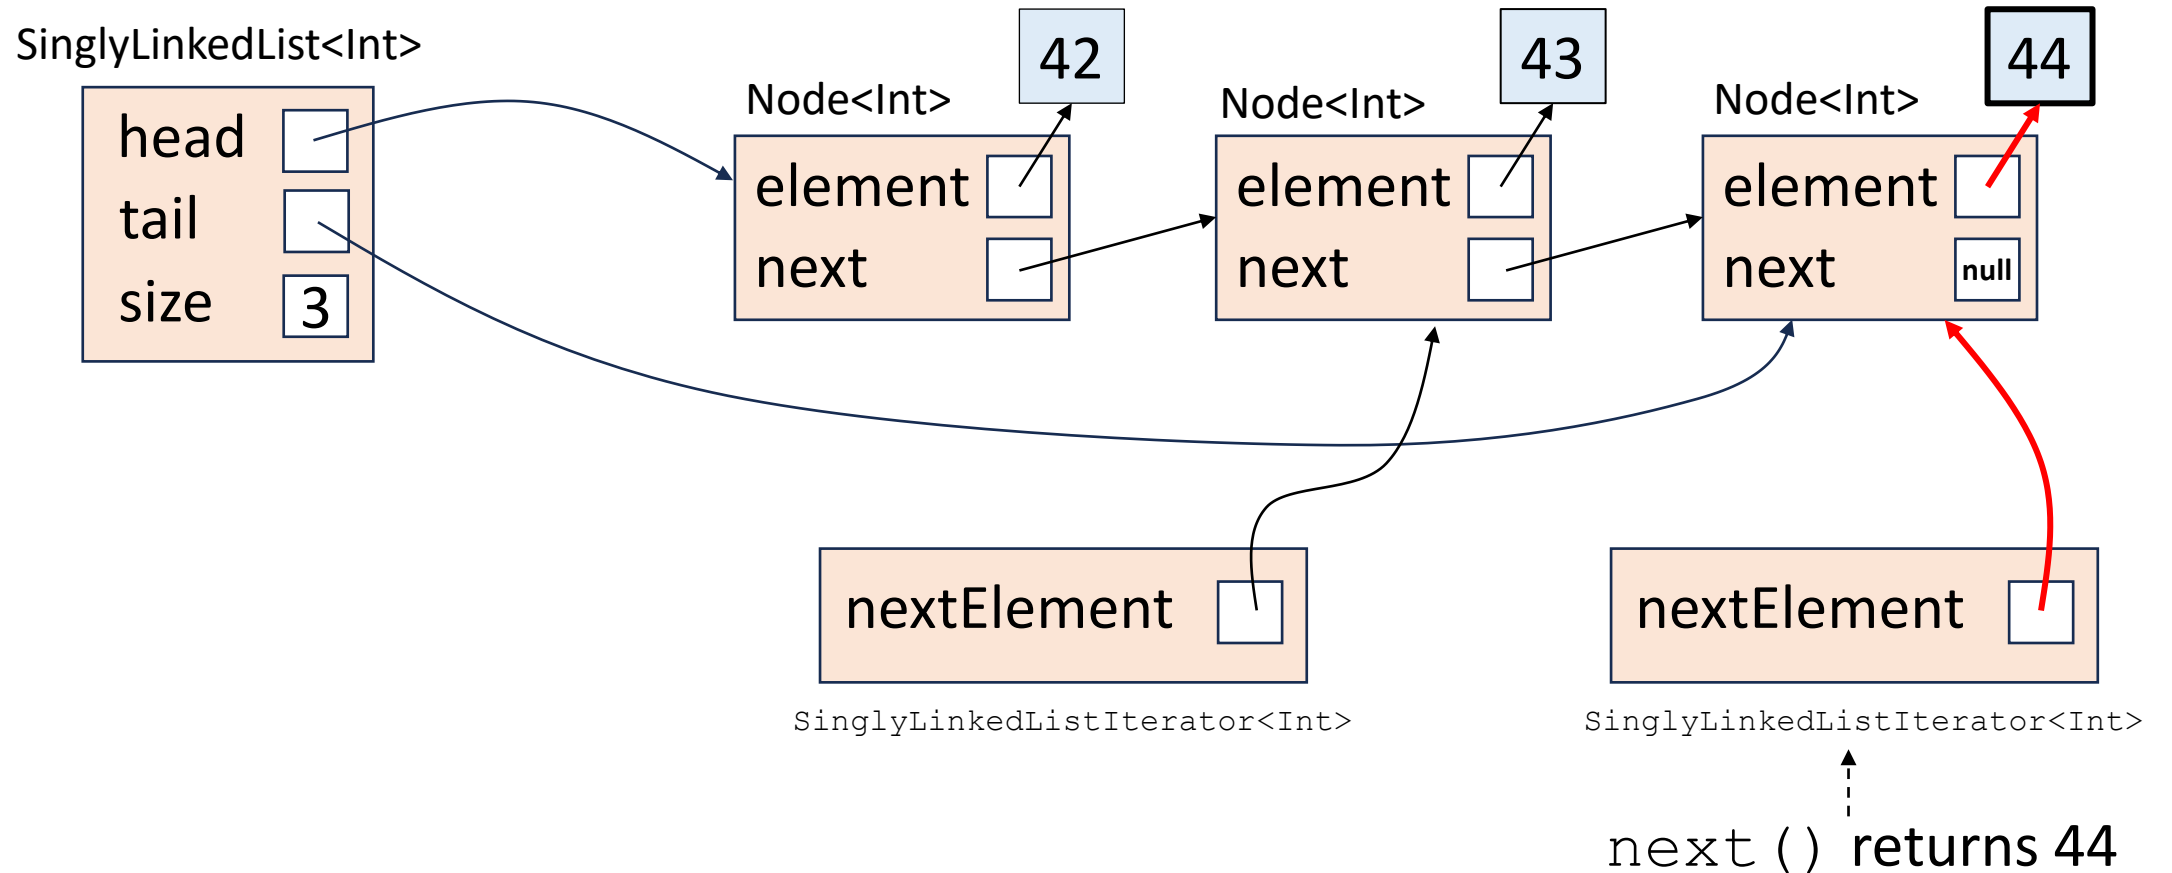 SinglyLinkedList<Int>
head
tail
size 3
Node<Int>
42
element
next
Node<Int>
43
element
next
Node<Int>
44
element
next null
nextElement
SinglyLinkedListIterator<Int>
nextElement
SinglyLinkedListIterator<Int>
next() returns 44